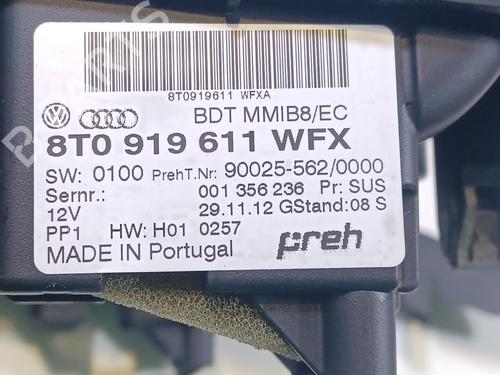 8T0919611 WFXA
BDT MMIB8/EC
8T0 919 611 WFX
SW: 0100 PrehT.Nr: 90025-562/0000
Sernr.: 001 356 236 Pr: SUS
12V 29.11.12 GStand: 08 S
PP1 HW: H01 0257
MADE IN Portugal preh